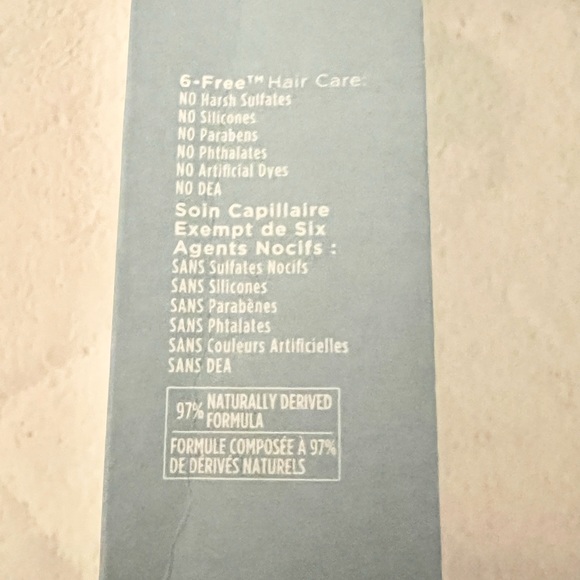 6-Free™ Hair Care:
NO Harsh Sulfates
NO Silicones
NO Parabens
NO Phthalates
NO Artificial Dyes
NO DEA
Soin Capillaire
Exempt de Six
Agents Nocifs :
SANS Sulfates Nocifs
SANS Silicones
SANS Parabènes
SANS Phtalates
SANS Couleurs Artificielles
SANS DEA
97% NATURALLY DERIVED
FORMULA
FORMULE COMPOSÉE À 97%
DE DÉRIVÉS NATURELS